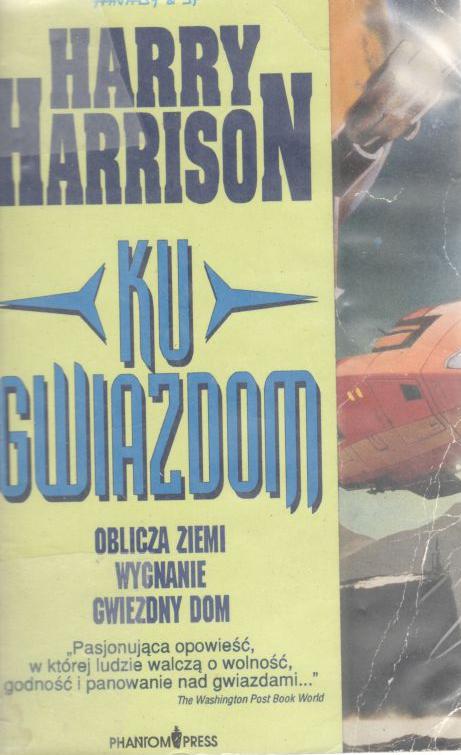 HARRY
HARRISON
KU
GWIAZDOM
OBLICZA ZIEMI
WYGNANIE
GWIEZDNY DOM
„Pasjonująca opowieść,
w której ludzie walczą o wolność,
godność i panowanie nad gwiazdami..."
The Washington Post Book World
PHANTOM PRESS